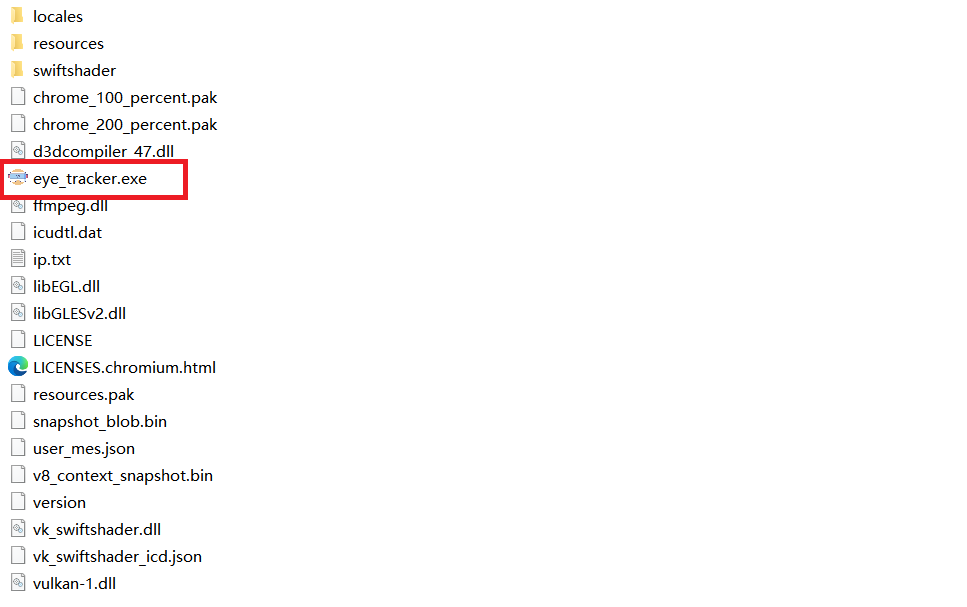 locales
resources
swiftshader
chrome_100_percent.pak
chrome_200_percent.pak
d3dcompiler_47.dll
eye_tracker.exe
ffmpeg.dll
icudtl.dat
ip.txt
libEGL.dll
libGLESv2.dll
LICENSE
LICENSES.chromium.html
resources.pak
snapshot_blob.bin
user_mes.json
v8_context_snapshot.bin
version
vk_swiftshader.dll
vk_swiftshader_icd.json
vulkan-1.dll